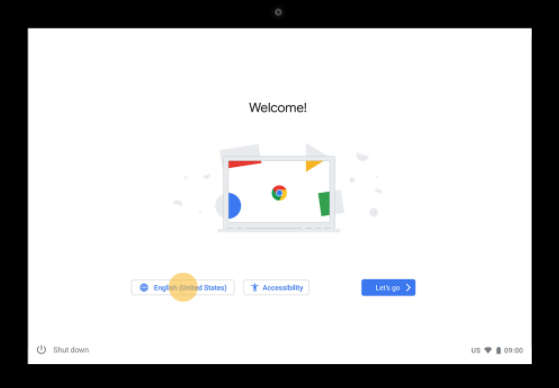 Welcome!
English (United States)
Accessibility
Let's go
Shut down
US 09:00